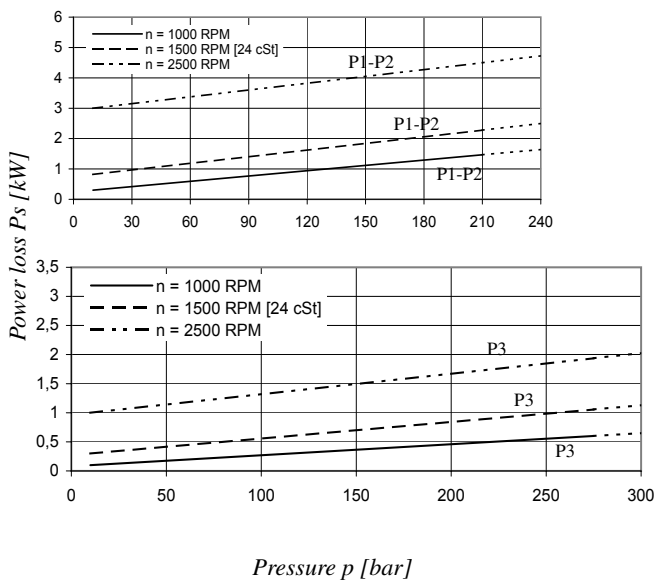 Power loss Ps [kW]
6
5
4
3
2
1
0
n = 1000 RPM
n = 1500 RPM [24 cSt]
n = 2500 RPM
P1-P2
P1-P2
P1-P2
0 30 60 90 120 150 180 210 240
3,5
3
2,5
2
1,5
1
0,5
0
n = 1000 RPM
n = 1500 RPM [24 cSt]
n = 2500 RPM
P3
P3
P3
0 50 100 150 200 250 300
Pressure p [bar]